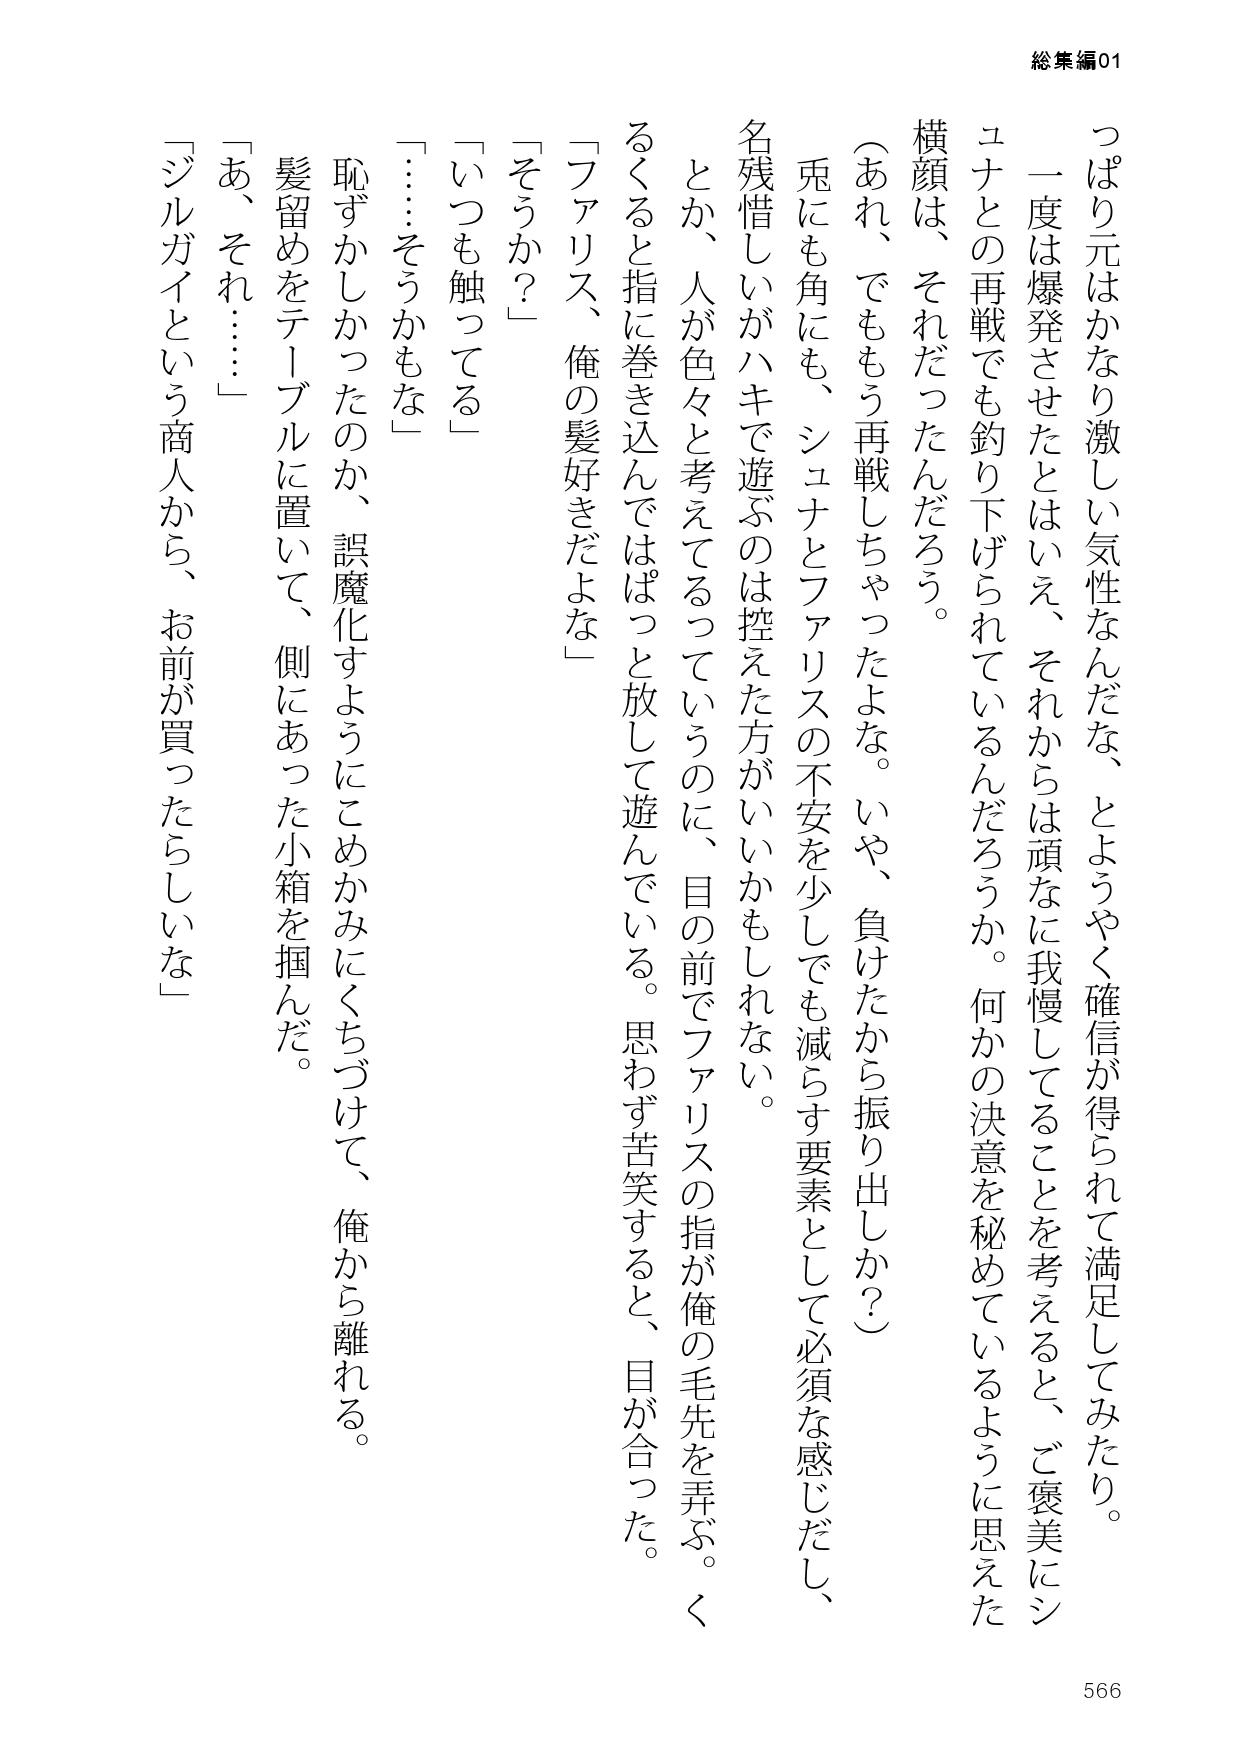 総集編01
っぱり元はかなり激しい気性なんだな、とようやく確信が得られて満足してみたり。
一度は爆発させたとはいえ、それからは頑なに我慢してることを考えると、ご褒美にシ
ュナとの再戦でも釣り下げられているんだろうか。何かの決意を秘めているように思えた
横顔は、それだったんだろう。
（あれ、でももう再戦しちゃったよな。いや、負けたから振り出しか？）
兎にも角にも、シュナとファリスの不安を少しでも減らす要素として必須な感じだし、
名残惜しいがハキで遊ぶのは控えた方がいいかもしれない。
とか、人が色々と考えてるっていうのに、目の前でファリスの指が俺の毛先を弄ぶ。く
るくると指に巻き込んではぱっと放して遊んでいる。思わず苦笑すると、目が合った。
「ファリス、俺の髪好きだよな」
「そうか？」
「いつも触ってる」
「……そうかもな」
恥ずかしかったのか、誤魔化すようにこめかみにくちづけて、俺から離れる。
髪留めをテーブルに置いて、側にあった小箱を掴んだ。
「あ、それ……」
「ジルガイという商人から、お前が買ったらしいな」
566